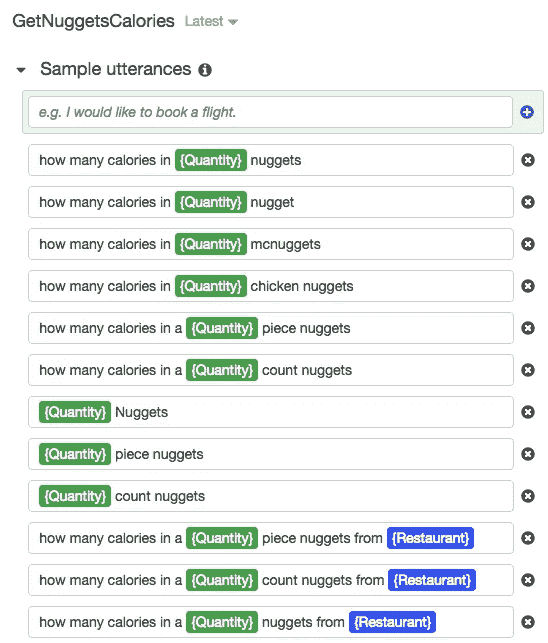 GetNuggetsCalories Latest
Sample utterances
e.g. I would like to book a flight.
how many calories in {Quantity} nuggets
how many calories in {Quantity} nugget
how many calories in {Quantity} mcnuggets
how many calories in {Quantity} chicken nuggets
how many calories in a {Quantity} piece nuggets
how many calories in a {Quantity} count nuggets
{Quantity} Nuggets
{Quantity} piece nuggets
{Quantity} count nuggets
how many calories in a {Quantity} piece nuggets from {Restaurant}
how many calories in a {Quantity} count nuggets from {Restaurant}
how many calories in a {Quantity} nuggets from {Restaurant}